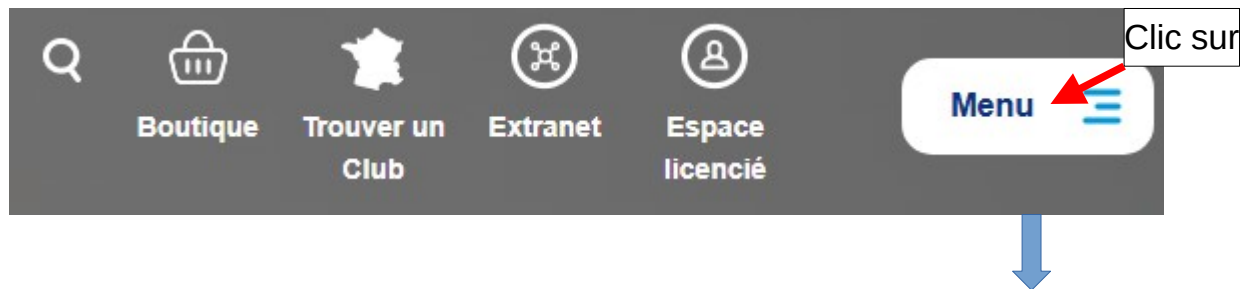 Clic sur
Menu
Boutique
Trouver un
Club
Extranet
Espace
licencié